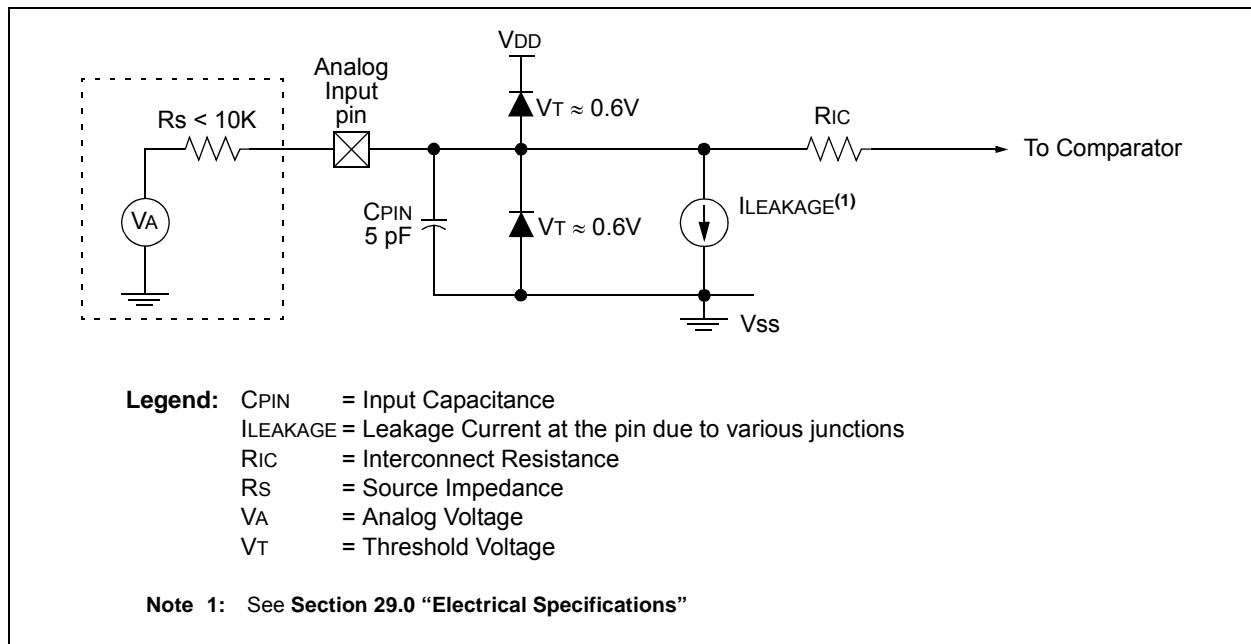 VDD
Analog
Input
pin
VT ≈ 0.6V
Rs < 10K
RIC
To Comparator
VA
CPIN
5 pF
VT ≈ 0.6V
ILEAKAGE(1)
Vss
Legend: CPIN = Input Capacitance
ILEAKAGE = Leakage Current at the pin due to various junctions
RIC = Interconnect Resistance
RS = Source Impedance
VA = Analog Voltage
VT = Threshold Voltage
Note 1: See Section 29.0 “Electrical Specifications”